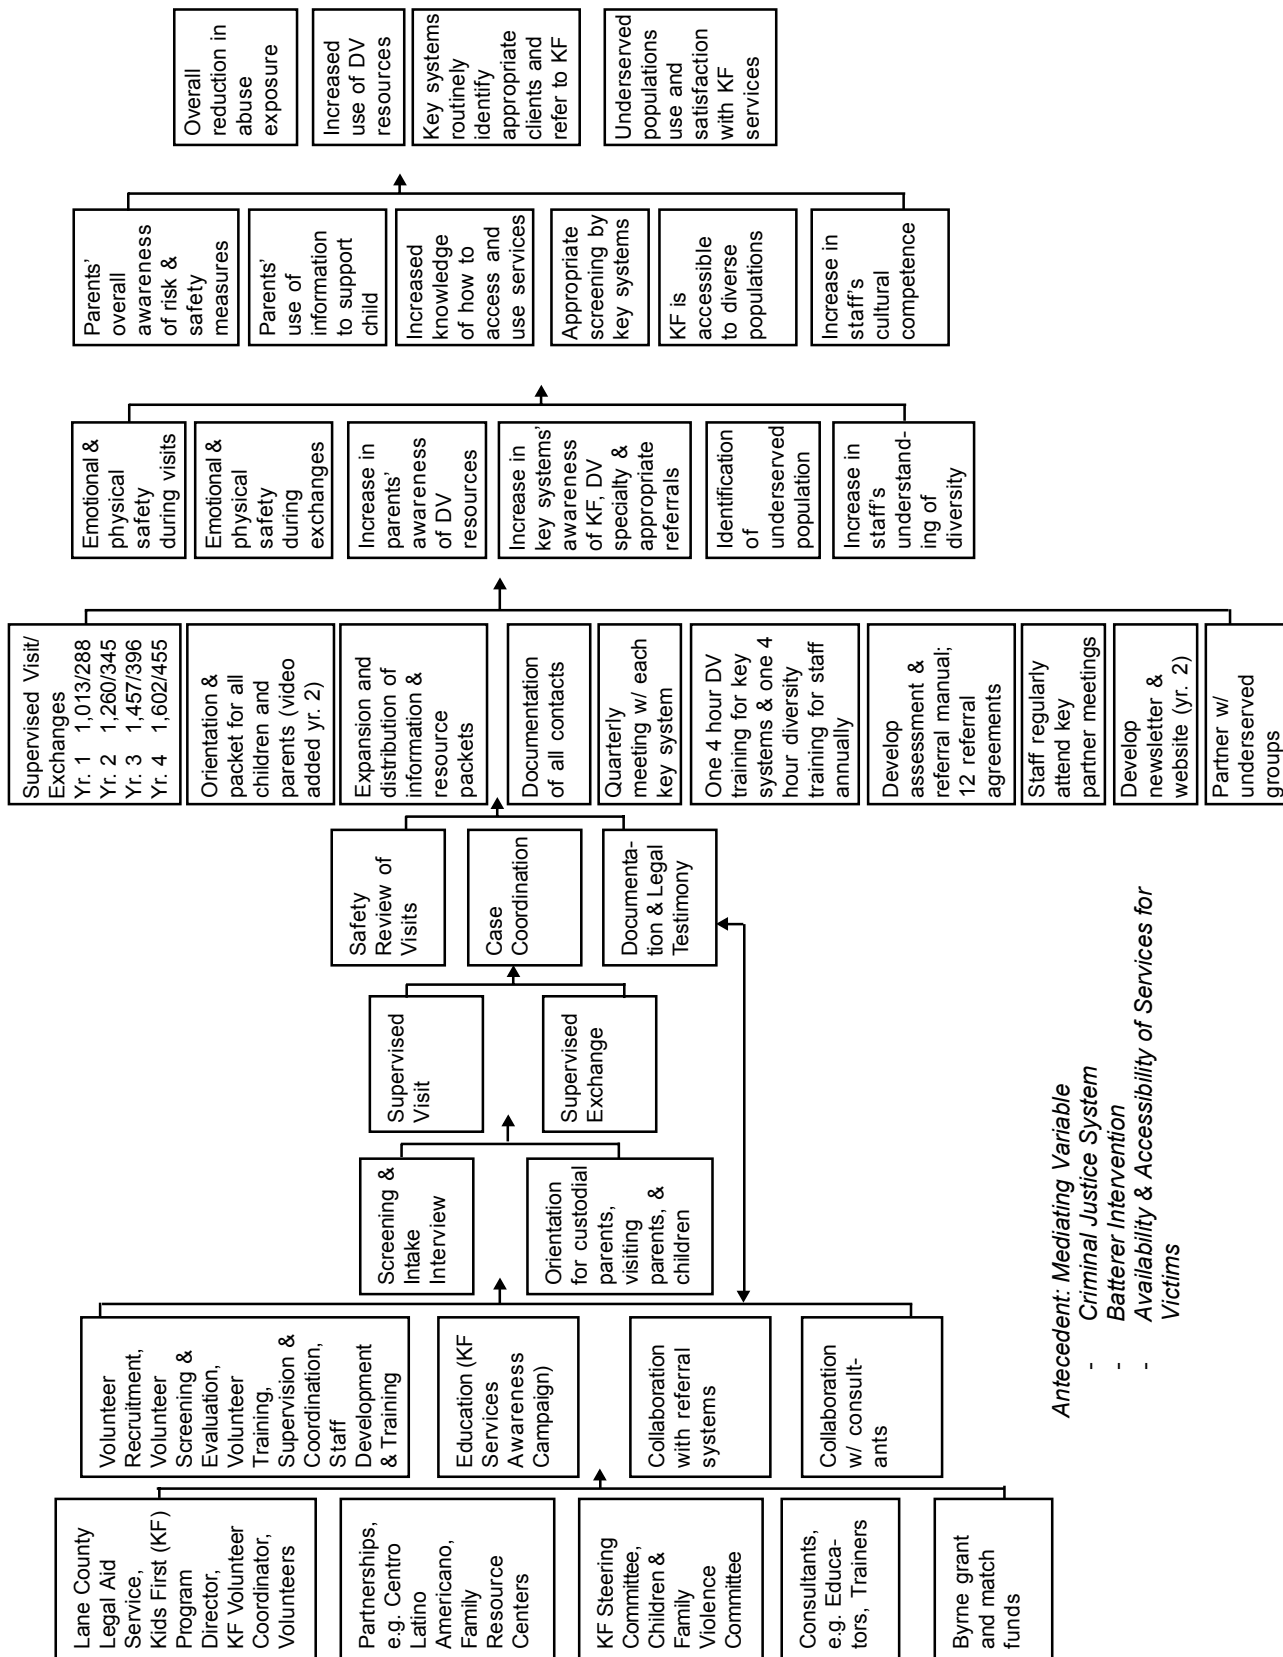 Lane County
Legal Aid
Service,
Kids First (KF)
Program
Director,
KF Volunteer
Coordinator,
Volunteers
Partnerships,
e.g. Centro
Latino
Americano,
Family
Resource
Centers
KF Steering
Committee,
Children &
Family
Violence
Committee
Consultants,
e.g. Educa-
tors, Trainers
Byrne grant
and match
funds
Volunteer
Recruitment,
Volunteer
Screening &
Evaluation,
Volunteer
Training,
Supervision &
Coordination,
Staff
Development
& Training
Education (KF
Services
Awareness
Campaign)
Collaboration
with referral
systems
Collaboration
w/ consult-
ants
Screening &
Intake
Interview
Orientation
for custodial
parents,
visiting
parents, &
children
Supervised
Visit
Supervised
Exchange
Safety
Review of
Visits
Case
Coordination
Documenta-
tion & Legal
Testimony
Supervised Visit/
Exchanges
Yr. 1 1,013/288
Yr. 2 1,260/345
Yr. 3 1,457/396
Yr. 4 1,602/455
Orientation &
packet for all
children and
parents (video
added yr. 2)
Expansion and
distribution of
information &
resource
packets
Documentation
of all contacts
Quarterly
meeting w/ each
key system
One 4 hour DV
training for key
systems & one 4
hour diversity
training for staff
annually
Develop
assessment &
referral manual;
12 referral
agreements
Staff regularly
attend key
partner meetings
Develop
newsletter &
website (yr. 2)
Partner w/
underserved
groups
Emotional &
physical
safety
during visits
Emotional &
physical
safety
during
exchanges
Increase in
parents'
awareness
of DV
resources
Increase in
key systems'
awareness
of KF, DV
specialty &
appropriate
referrals
Identification
of
underserved
population
Increase in
staff's
understand-
ing of
diversity
Parents'
overall
awareness
of risk &
safety
measures
Parents'
use of
information
to support
child
Increased
knowledge
of how to
access and
use services
Appropriate
screening by
key systems
KF is
accessible
to diverse
populations
Increase in
staff's
cultural
competence
Overall
reduction in
abuse
exposure
Increased
use of DV
resources
Key systems
routinely
identify
appropriate
clients and
refer to KF
Underserved
populations
use and
satisfaction
with KF
services
Antecedent: Mediating Variable
- Criminal Justice System
- Batterer Intervention
- Availability & Accessibility of Services for
Victims